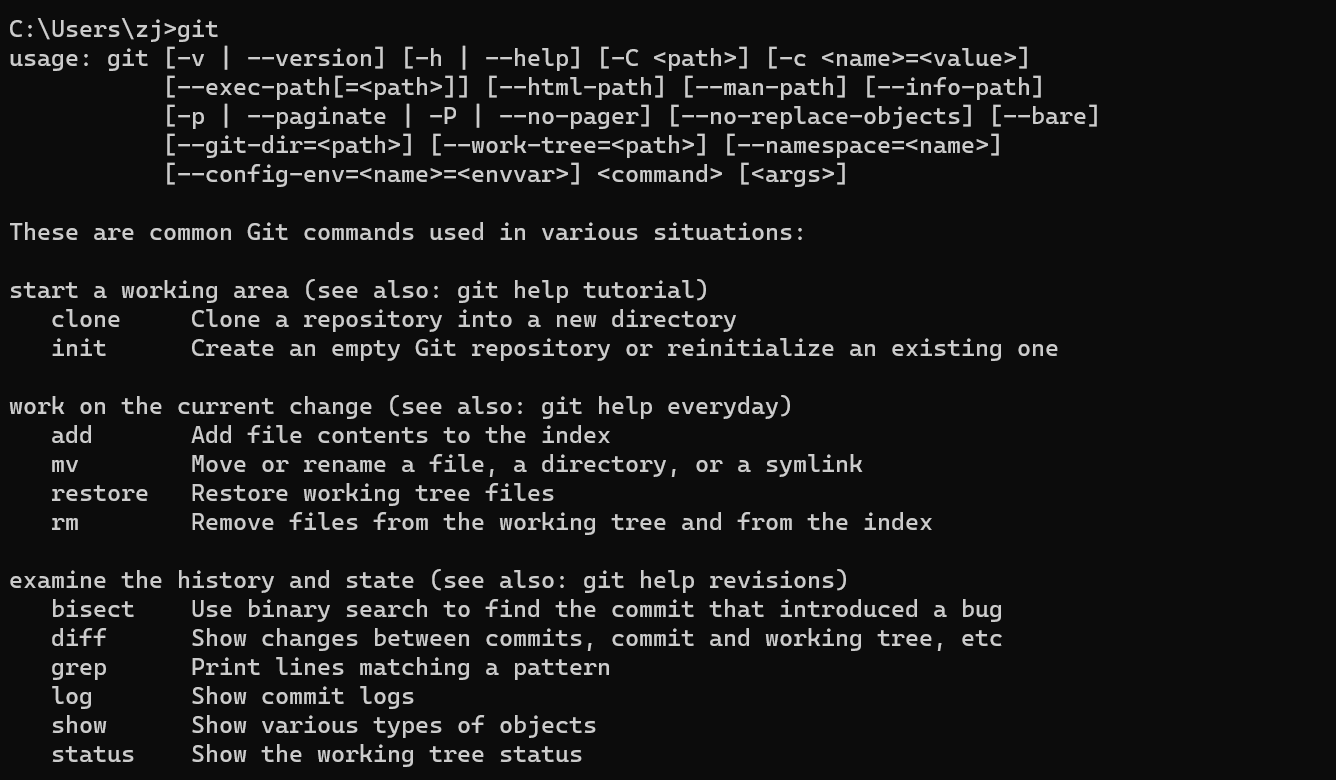 C:\Users\zj>git
usage: git [-v | --version] [-h | --help] [-C <path>] [-c <name>=<value>]
           [--exec-path[=<path>]] [--html-path] [--man-path] [--info-path]
           [-p | --paginate | -P | --no-pager] [--no-replace-objects] [--bare]
           [--git-dir=<path>] [--work-tree=<path>] [--namespace=<name>]
           [--config-env=<name>=<envvar>] <command> [<args>]

These are common Git commands used in various situations:

start a working area (see also: git help tutorial)
   clone     Clone a repository into a new directory
   init      Create an empty Git repository or reinitialize an existing one

work on the current change (see also: git help everyday)
   add       Add file contents to the index
   mv        Move or rename a file, a directory, or a symlink
   restore   Restore working tree files
   rm        Remove files from the working tree and from the index

examine the history and state (see also: git help revisions)
   bisect    Use binary search to find the commit that introduced a bug
   diff      Show changes between commits, commit and working tree, etc
   grep      Print lines matching a pattern
   log       Show commit logs
   show      Show various types of objects
   status    Show the working tree status